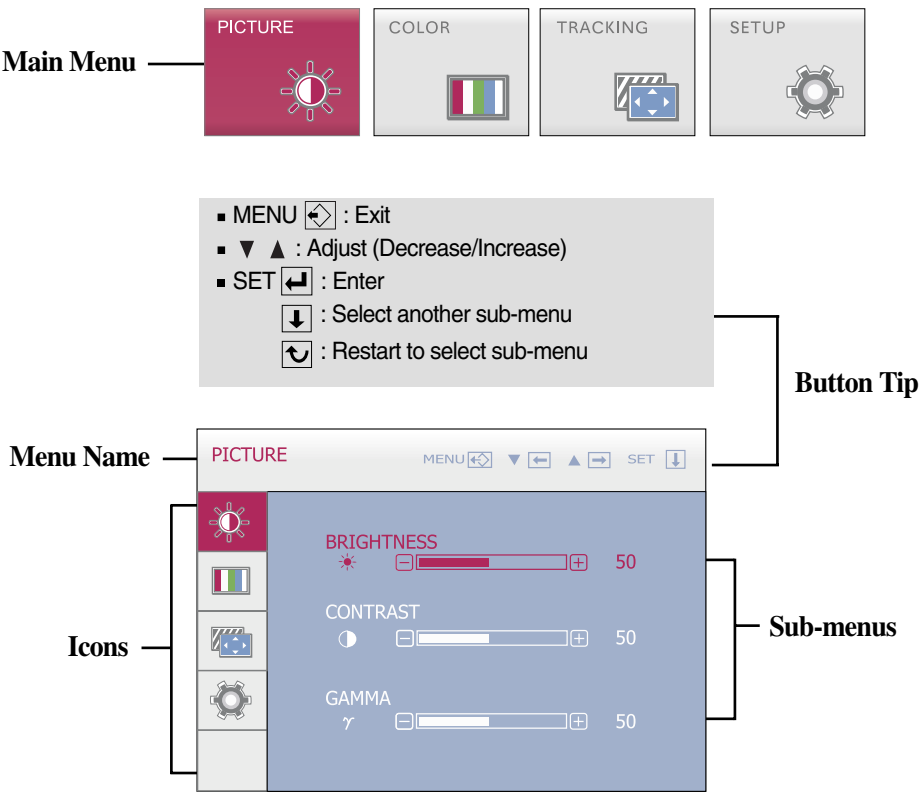 PICTURE COLOR TRACKING SETUP
Main Menu
MENU : Exit
▼ ▲ : Adjust (Decrease/Increase)
SET : Enter
: Select another sub-menu
: Restart to select sub-menu
Button Tip
Menu Name
PICTURE MENU ▼ ▲ SET
BRIGHTNESS
50
CONTRAST
50
GAMMA
γ 50
Icons
Sub-menus